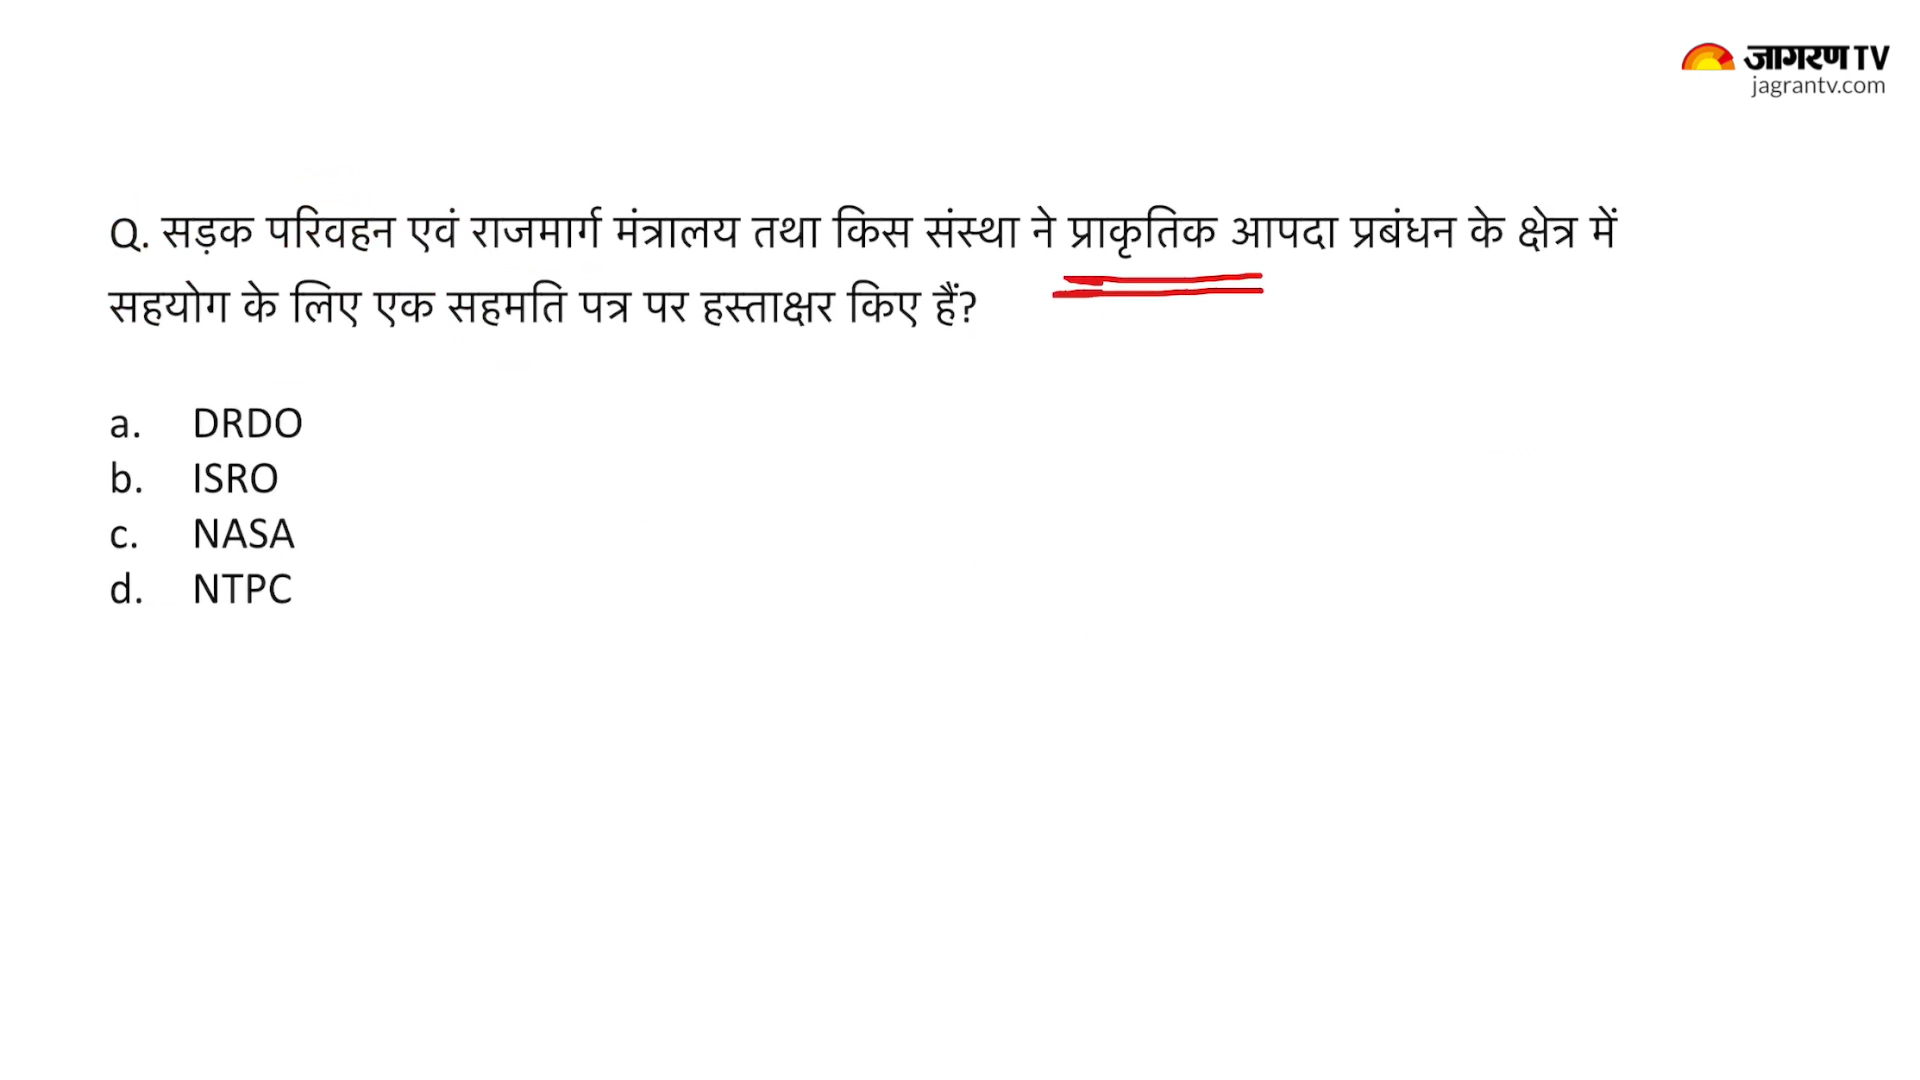 जागरण TV
jagrantv.com
Q. सड़क परिवहन एवं राजमार्ग मंत्रालय तथा किस संस्था ने प्राकृतिक आपदा प्रबंधन के क्षेत्र में
सहयोग के लिए एक सहमति पत्र पर हस्ताक्षर किए हैं?
a. DRDO
b. ISRO
c. NASA
d. NTPC